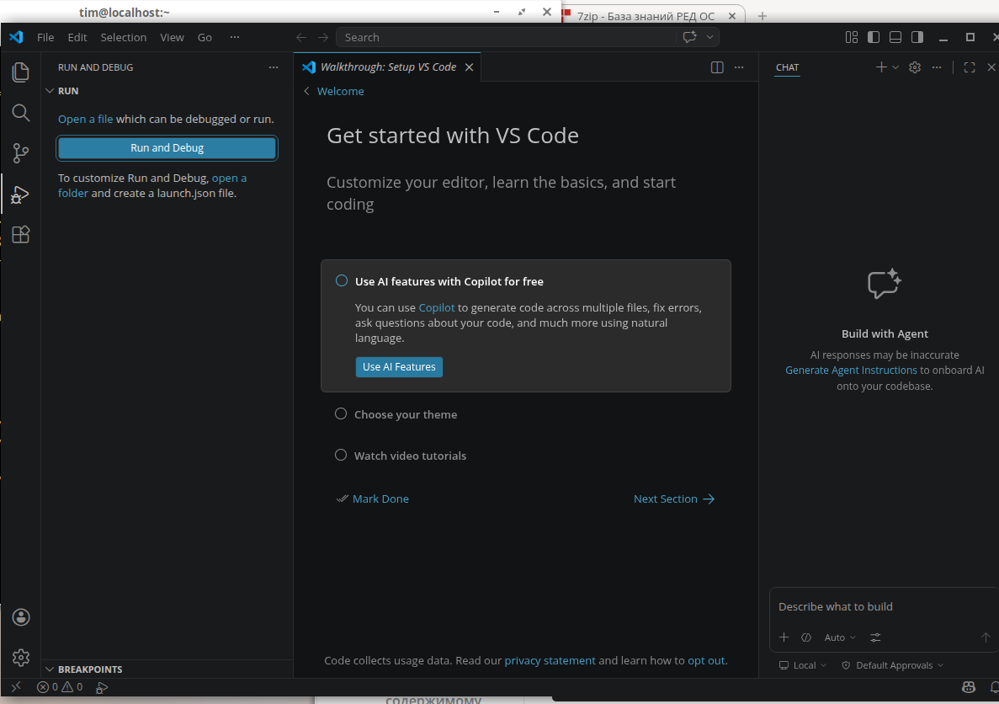 tim@localhost:~
7zip - База знаний РЕД ОС
File Edit Selection View Go
Search
RUN AND DEBUG
Walkthrough: Setup VS Code
CHAT
RUN
Welcome
Open a file which can be debugged or run.
Run and Debug
To customize Run and Debug, open a
folder and create a launch.json file.
Get started with VS Code
Customize your editor, learn the basics, and start
coding
Use AI features with Copilot for free
You can use Copilot to generate code across multiple files, fix errors,
ask questions about your code, and much more using natural
language.
Use AI Features
Choose your theme
Watch video tutorials
Mark Done
Next Section
Build with Agent
AI responses may be inaccurate
Generate Agent Instructions to onboard AI
onto your codebase.
Describe what to build
Auto
Local
Default Approvals
Code collects usage data. Read our privacy statement and learn how to opt out.
BREAKPOINTS
0 0
содержимому